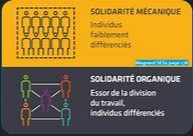 SOLIDARITÉ MÉCANIQUE
Individus
faiblement
différenciés
SOLIDARITÉ ORGANIQUE
Essor de la division
du travail,
individus différenciés